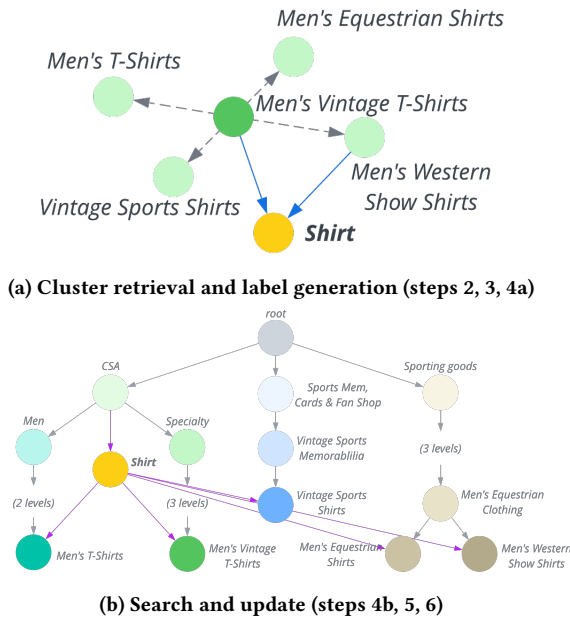 Men's Equestrian Shirts
Men's T-Shirts
Men's Vintage T-Shirts
Men's Western
Show Shirts
Vintage Sports Shirts
Shirt
(a) Cluster retrieval and label generation (steps 2, 3, 4a)
root
CSA
Sporting goods
Sports Mem,
Cards & Fan Shop
Men
Specialty
Vintage Sports
Memorablilia
(3 levels)
Shirt
(2 levels)
(3 levels)
Vintage Sports
Shirts
Men's Equestrian
Clothing
Men's T-Shirts
Men's Vintage
T-Shirts
Men's Equestrian
Shirts
Men's Western
Show Shirts
(b) Search and update (steps 4b, 5, 6)